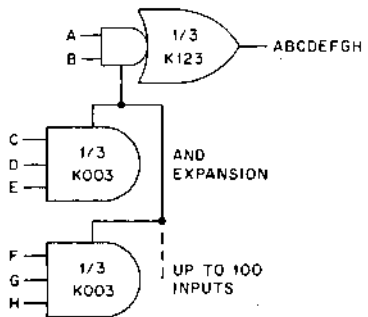 A
B
1/3
K123
ABCDEFGH
C
D
E
1/3
K003
AND
EXPANSION
F
G
H
1/3
K003
UP TO 100
INPUTS